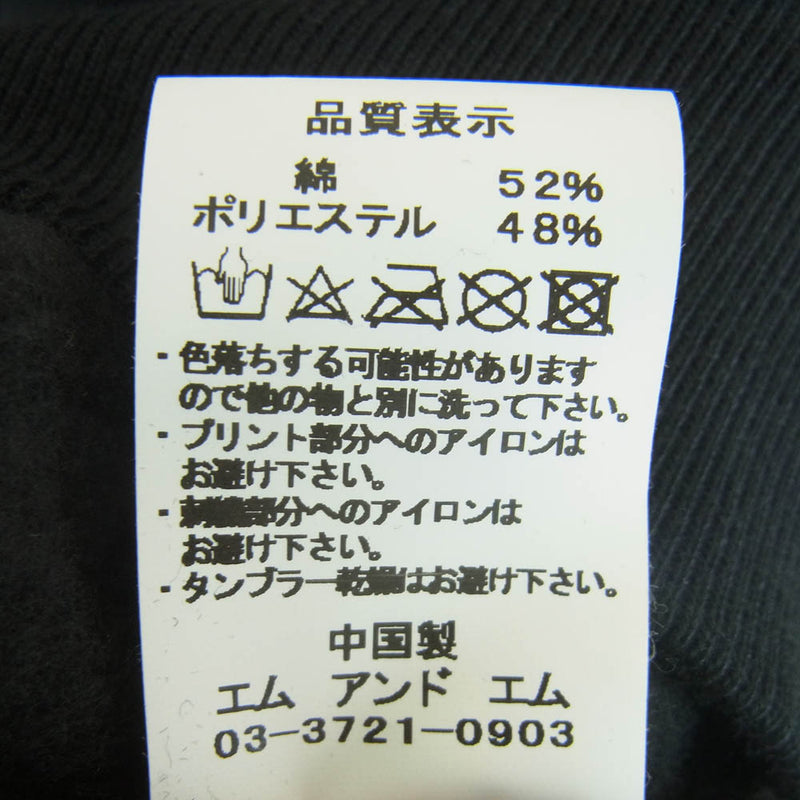 品質表示
綿 52%
ポリエステル 48%
・色落ちする可能性があります
ので他の物と別に洗って下さい。
・プリント部分へのアイロンは
お避け下さい。
・刺繍部分へのアイロンは
お避け下さい。
・タンブラー乾燥はお避け下さい。
中国製
エム アンド エム
03-3721-0903